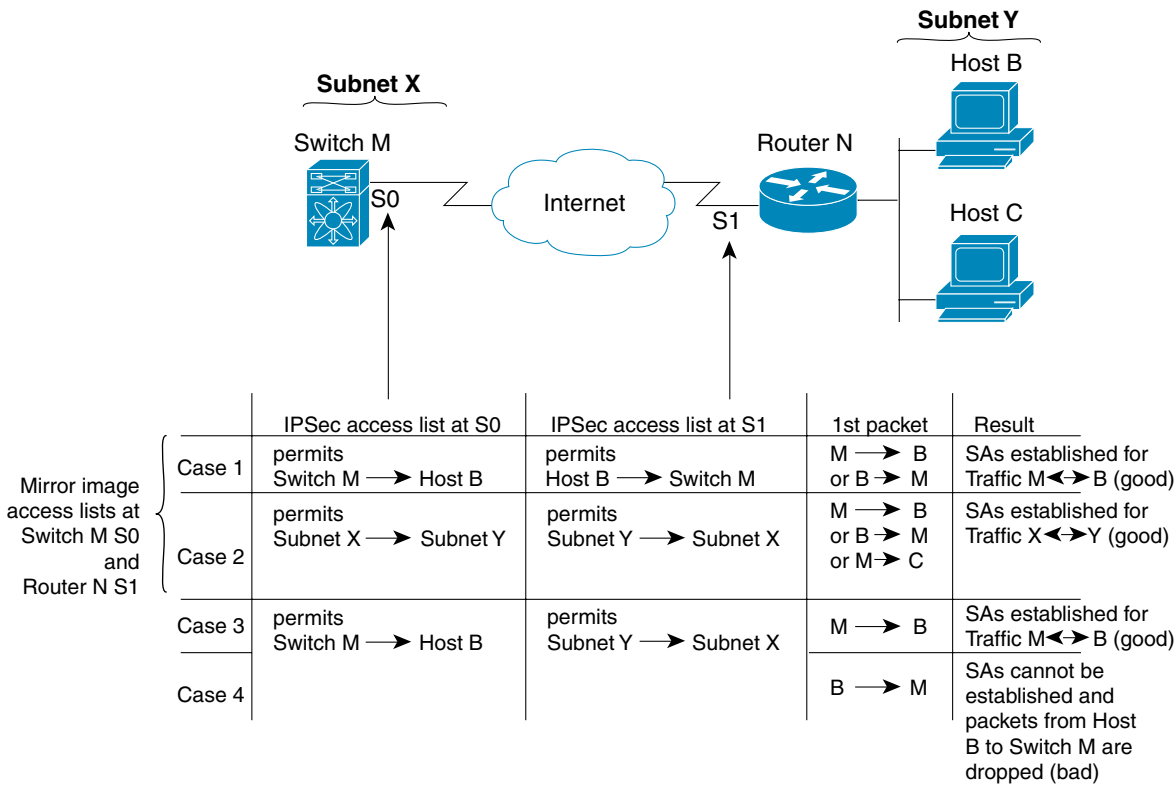 Subnet Y
Host B
Subnet X
Switch M
Router N
S0
Internet
S1
Host C
IPSec access list at S0
IPSec access list at S1
1st packet
Result
Mirror image
access lists at
Switch M S0
and
Router N S1
Case 1
permits
Switch M → Host B
permits
Host B → Switch M
M → B
or B → M
SAs established for
Traffic M ↔ B (good)
Case 2
permits
Subnet X → Subnet Y
permits
Subnet Y → Subnet X
M → B
or B → M
or M → C
SAs established for
Traffic X ↔ Y (good)
Case 3
permits
Switch M → Host B
permits
Subnet Y → Subnet X
M → B
SAs established for
Traffic M ↔ B (good)
Case 4
B → M
SAs cannot be
established and
packets from Host
B to Switch M are
dropped (bad)